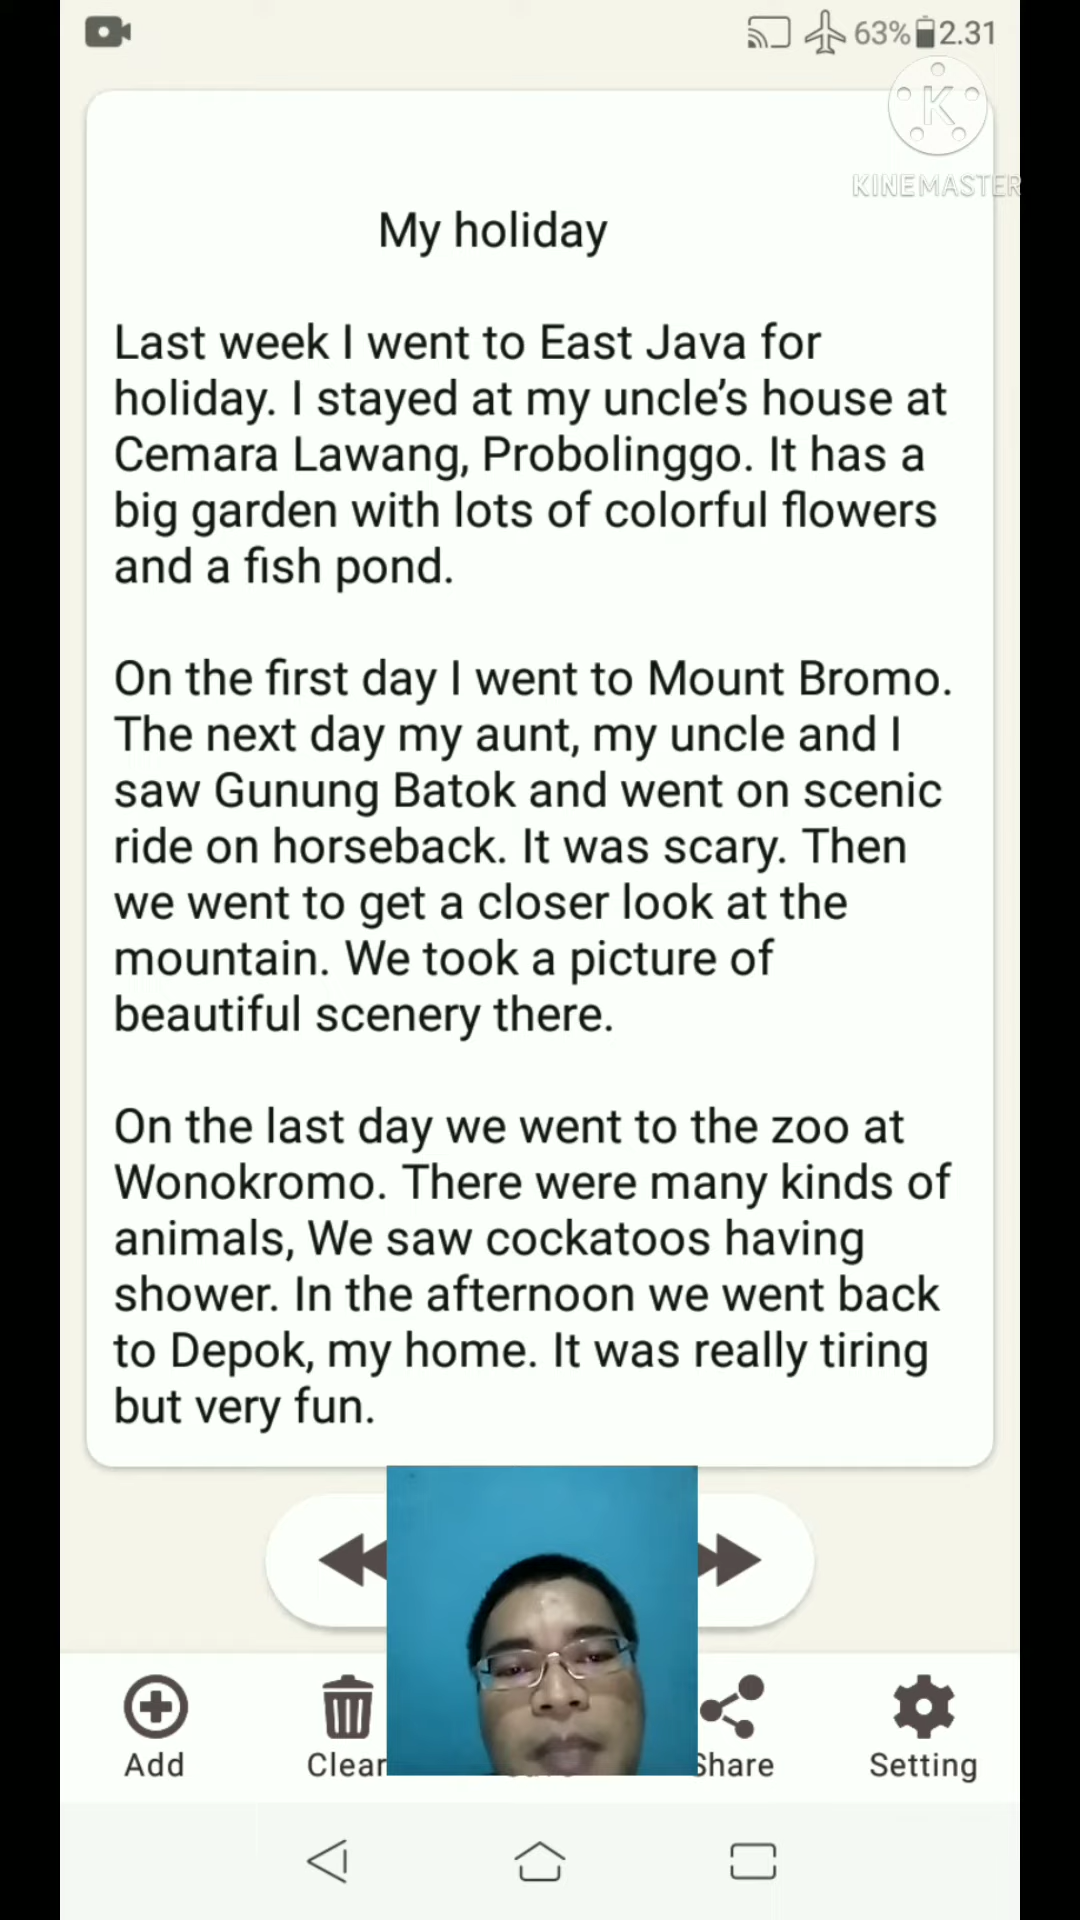 63% 2.31
K
KINEMASTER
My holiday
Last week I went to East Java for
holiday. I stayed at my uncle’s house at
Cemara Lawang, Probolinggo. It has a
big garden with lots of colorful flowers
and a fish pond.
On the first day I went to Mount Bromo.
The next day my aunt, my uncle and I
saw Gunung Batok and went on scenic
ride on horseback. It was scary. Then
we went to get a closer look at the
mountain. We took a picture of
beautiful scenery there.
On the last day we went to the zoo at
Wonokromo. There were many kinds of
animals, We saw cockatoos having
shower. In the afternoon we went back
to Depok, my home. It was really tiring
but very fun.
Add Clear Share Setting